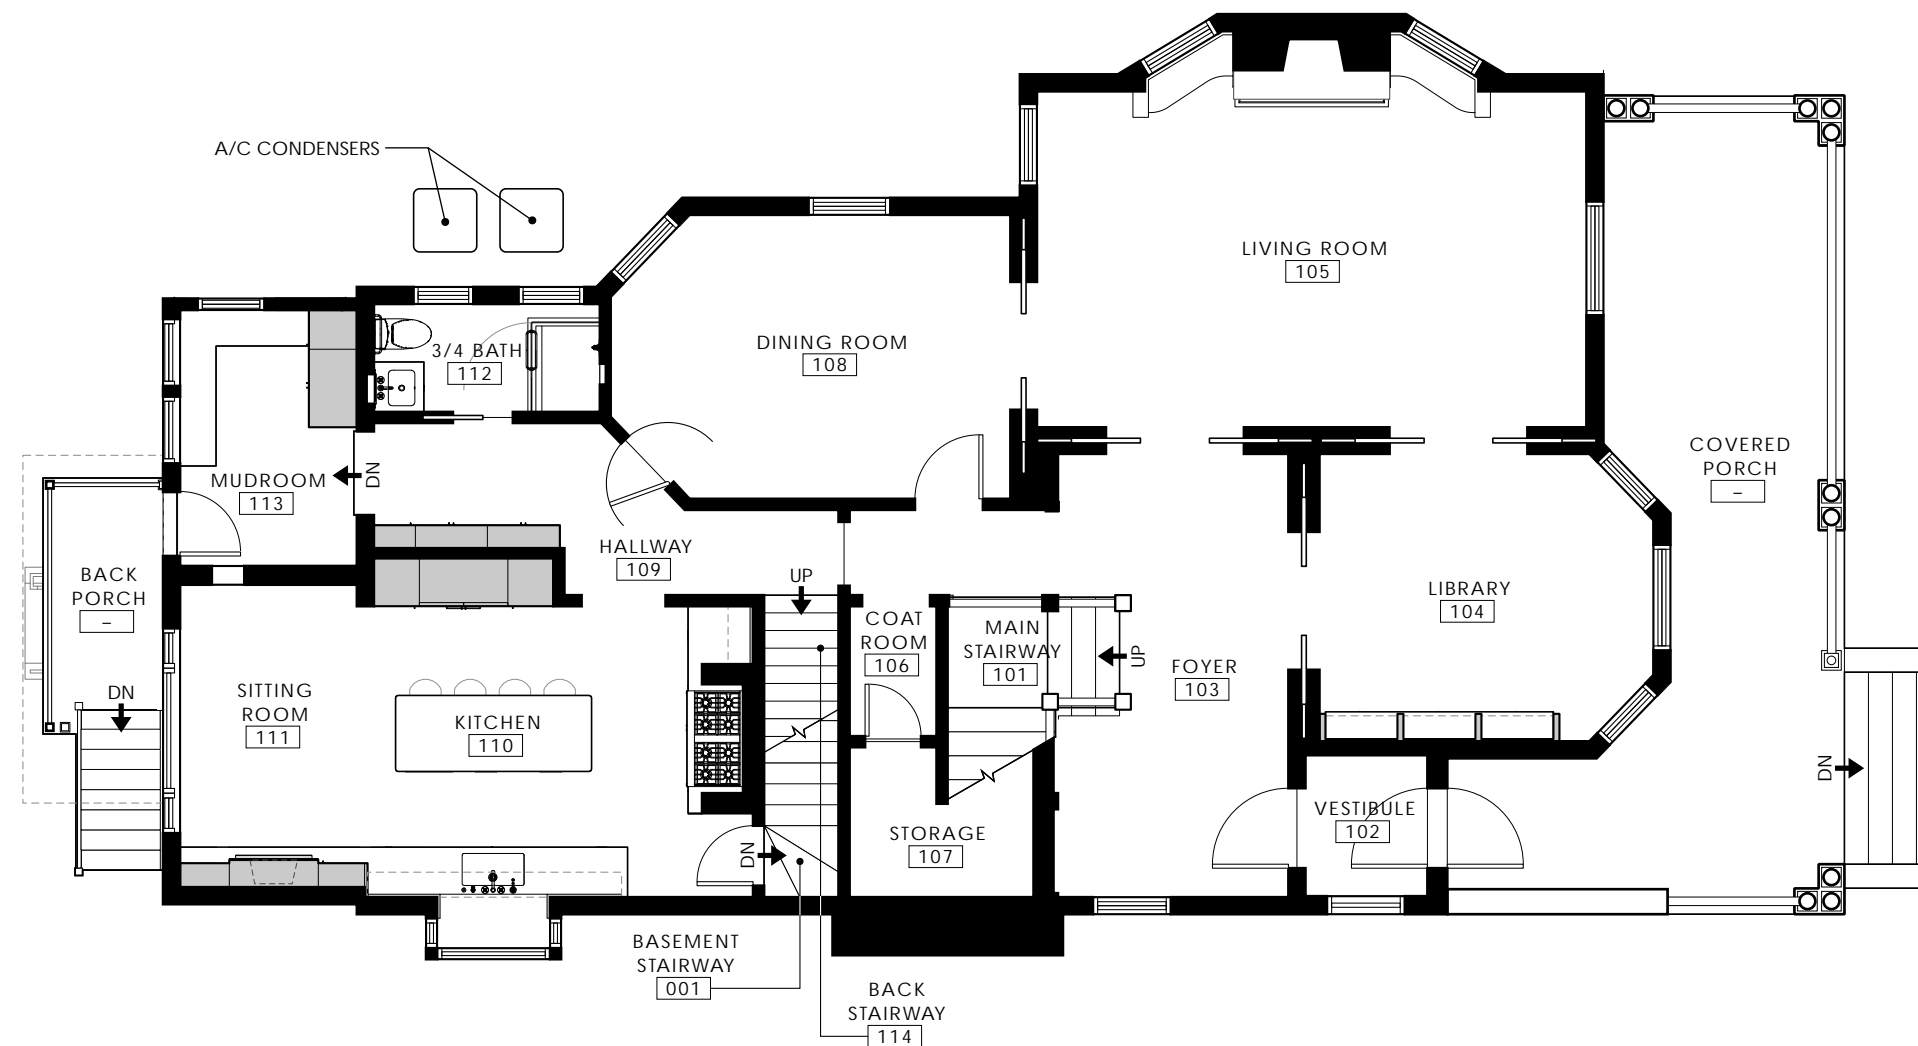 A/C CONDENSERS
LIVING ROOM
105
DINING ROOM
108
3/4 BATH
112
COVERED
PORCH
–
MUDROOM
113
DN
HALLWAY
109
BACK
PORCH
–
UP
LIBRARY
104
COAT
ROOM
106
MAIN
STAIRWAY
101
UP
FOYER
103
DN
SITTING
ROOM
111
KITCHEN
110
DN
VESTIBULE
102
STORAGE
107
DN
BASEMENT
STAIRWAY
001
BACK
STAIRWAY
114